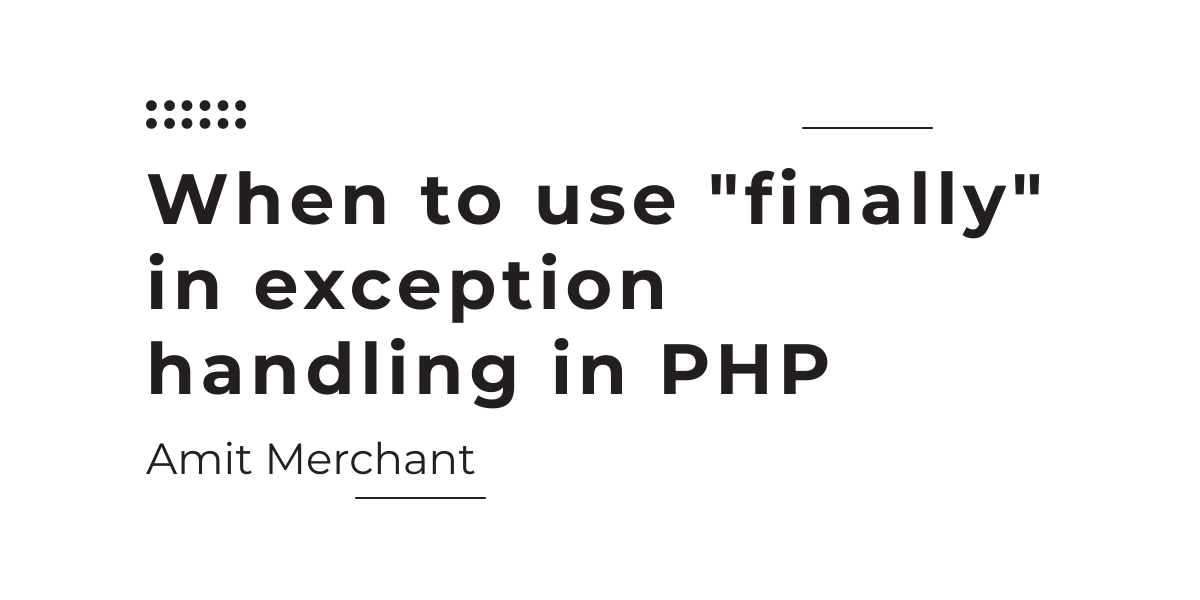 When to use "finally"
in exception
handling in PHP
Amit Merchant